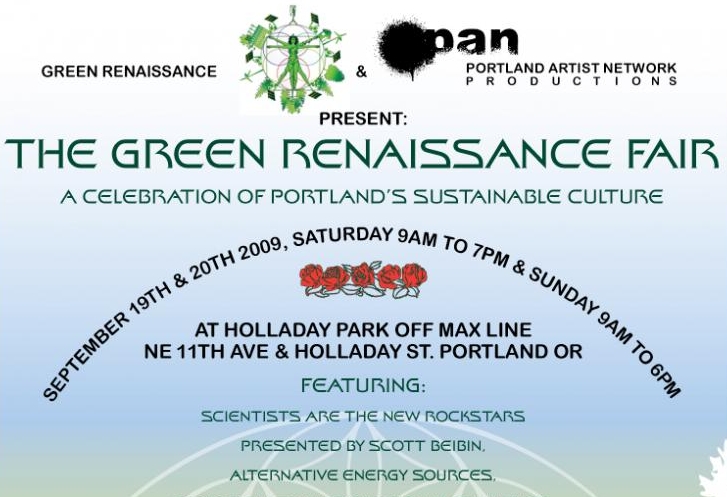 GREEN RENAISSANCE & pan
PORTLAND ARTIST NETWORK
PRODUCTIONS
PRESENT:
THE GREEN RENAISSANCE FAIR
A CELEBRATION OF PORTLAND'S SUSTAINABLE CULTURE
SEPTEMBER 19TH & 20TH 2009, SATURDAY 9AM TO 7PM & SUNDAY 9AM TO 6PM
AT HOLLADAY PARK OFF MAX LINE
NE 11TH AVE & HOLLADAY ST. PORTLAND OR
FEATURING:
SCIENTISTS ARE THE NEW ROCKSTARS
PRESENTED BY SCOTT BEIBIN,
ALTERNATIVE ENERGY SOURCES,